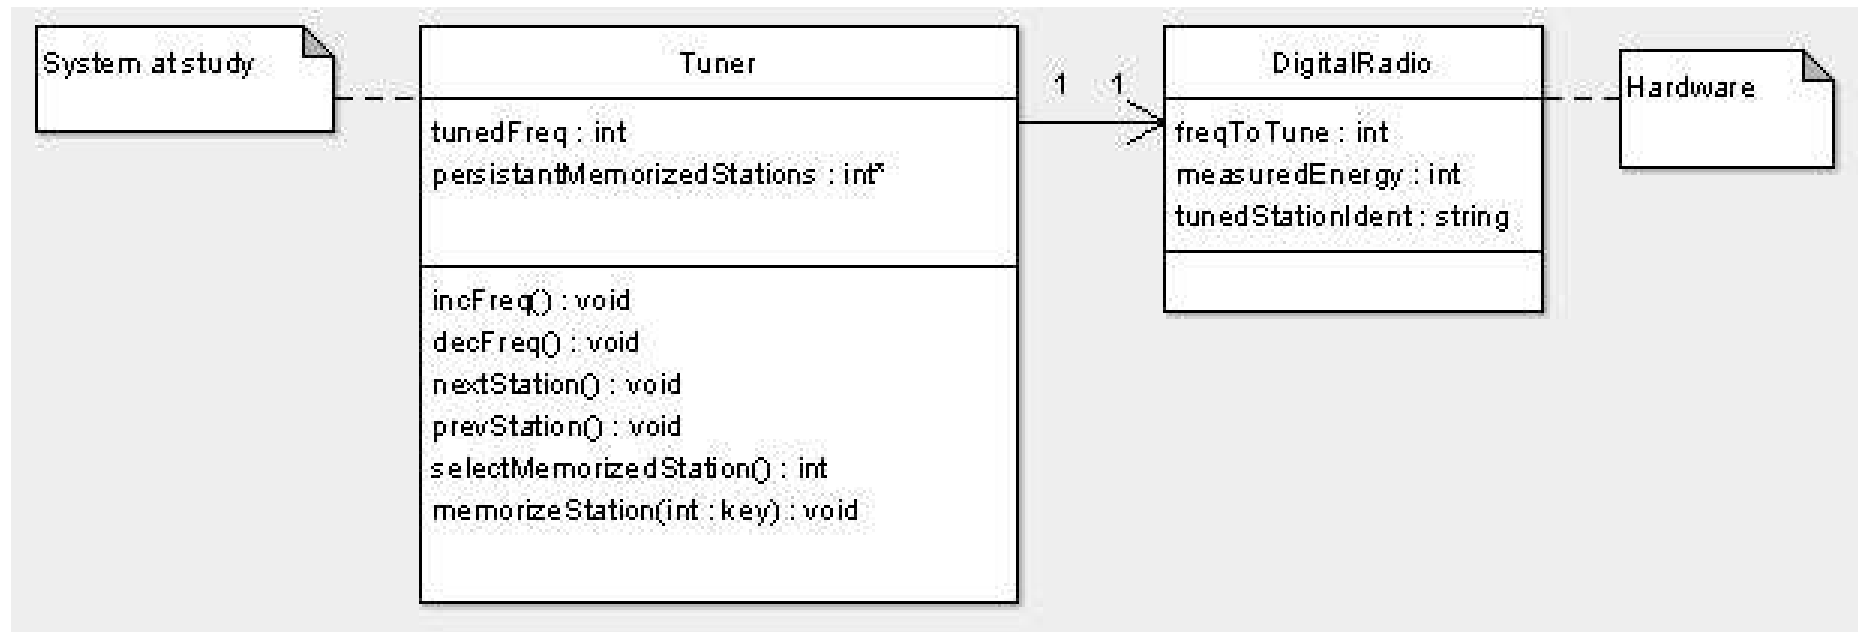 System at study
Tuner
tunedFreq : int
persistantMemorizedStations : int*
incFreq() : void
decFreq() : void
nextStation() : void
prevStation() : void
selectMemorizedStation() : int
memorizeStation(int : key) : void
1 1
DigitalRadio
freqToTune : int
measuredEnergy : int
tunedStationIdent : string
Hardware